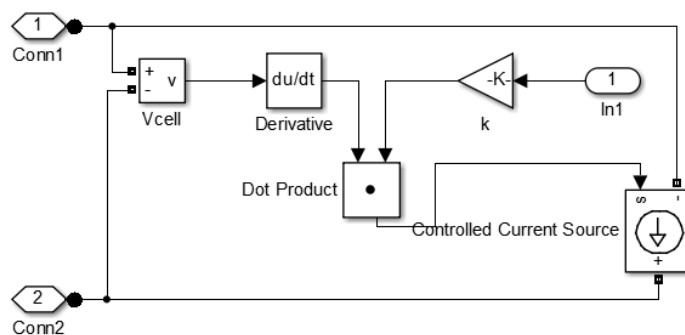 1
Conn1
+
-
v
Vcell
du/dt
Derivative
-K-
k
1
In1
Dot Product
s
-
Controlled Current Source
+
2
Conn2